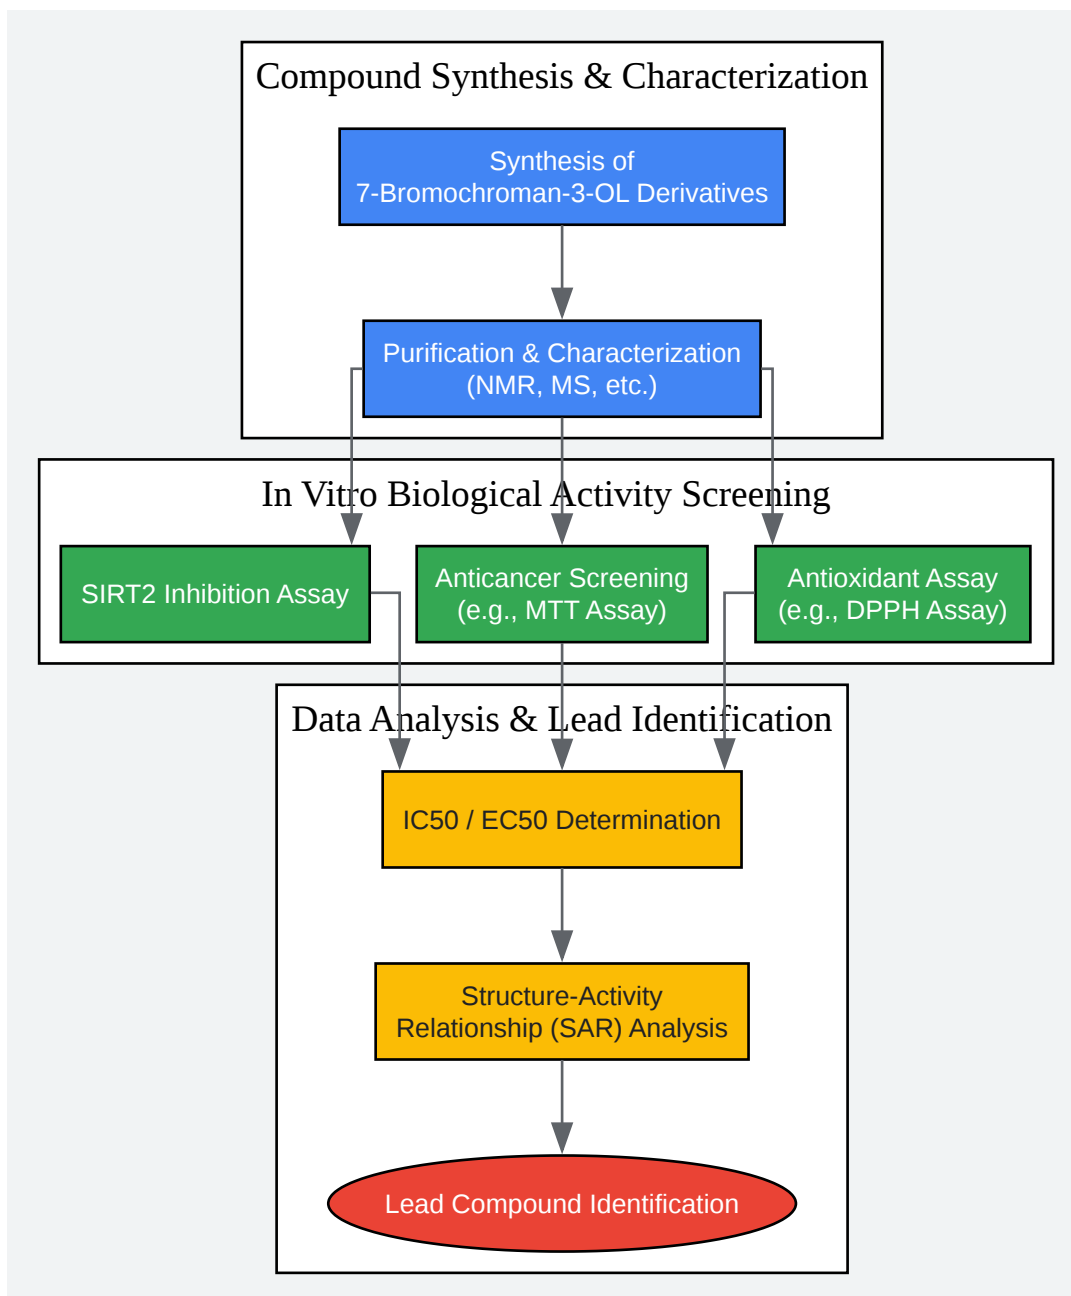 Compound Synthesis & Characterization
Synthesis of
7-Bromochroman-3-OL Derivatives
Purification & Characterization
(NMR, MS, etc.)
In Vitro Biological Activity Screening
SIRT2 Inhibition Assay
Anticancer Screening
(e.g., MTT Assay)
Antioxidant Assay
(e.g., DPPH Assay)
Data Analysis & Lead Identification
IC50 / EC50 Determination
Structure-Activity
Relationship (SAR) Analysis
Lead Compound Identification